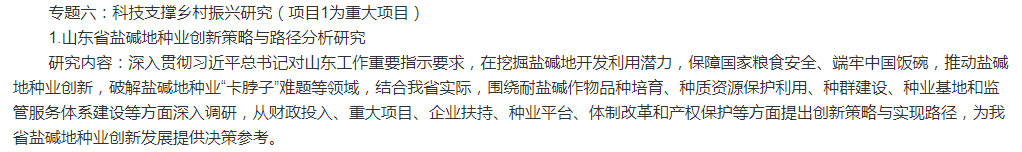 专题六：科技支撑乡村振兴研究（项目1为重大项目）
1.山东省盐碱地种业创新策略与路径分析研究
研究内容：深入贯彻习近平总书记对山东工作重要指示要求，在挖掘盐碱地开发利用潜力，保障国家粮食安全、端牢中国饭碗，推动盐碱
地种业创新，破解盐碱地种业“卡脖子”难题等领域，结合我省实际，围绕耐盐碱作物品种培育、种质资源保护利用、种群建设、种业基地和监
管服务体系建设等方面深入调研，从财政投入、重大项目、企业扶持、种业平台、体制改革和产权保护等方面提出创新策略与实现路径，为我
省盐碱地种业创新发展提供决策参考。